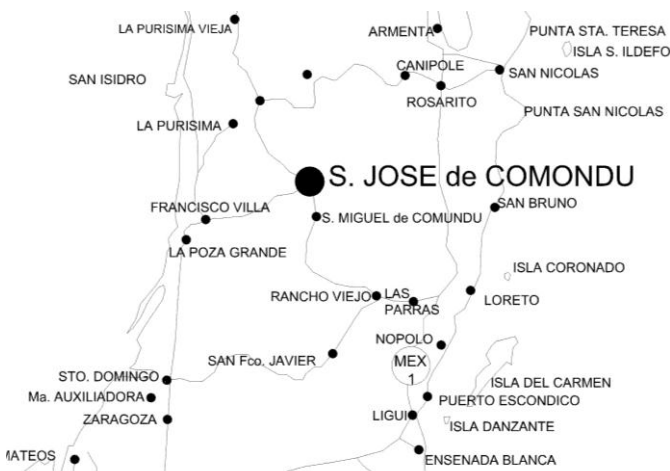 LA PURISIMA VIEJA
ARMENTA
PUNTA STA. TERESA
ISLA S. ILDEFO
CANIPOLE
SAN NICOLAS
SAN ISIDRO
ROSARITO
PUNTA SAN NICOLAS
LA PURISIMA
S. JOSE de COMONDU
FRANCISCO VILLA
SAN BRUNO
S. MIGUEL de COMUNDU
LA POZA GRANDE
ISLA CORONADO
RANCHO VIEJO
LAS
PARRAS
LORETO
NOPOLO
SAN Fco. JAVIER
MEX
1
STO. DOMINGO
ISLA DEL CARMEN
Ma. AUXILIADORA
PUERTO ESCONDICO
ZARAGOZA
LIGUI
ISLA DANZANTE
MATEOS
ENSENADA BLANCA